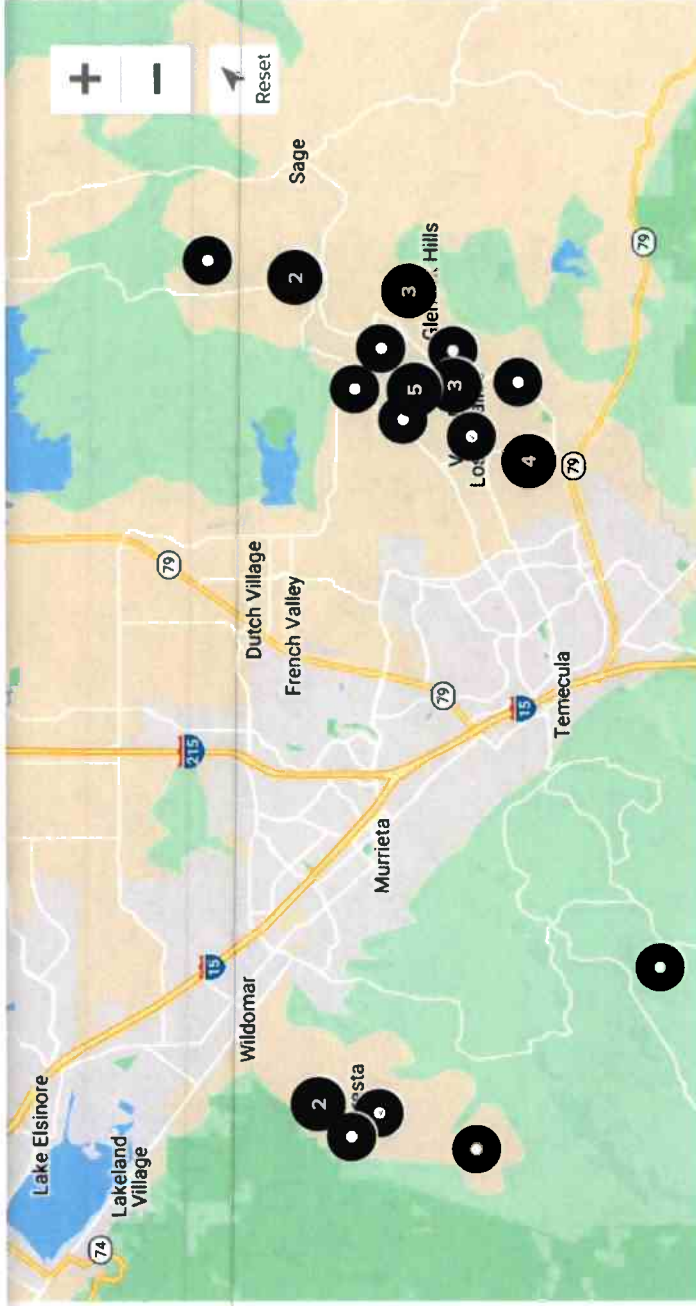 Lake Elsinore
+
74
Lakeland
Village
−
79
215
15
Wildomar
Dutch Village
Reset
French Valley
2
Sage
2
Murrieta
3
5
Hills
79
3
Los
15
4
Temecula
79
79